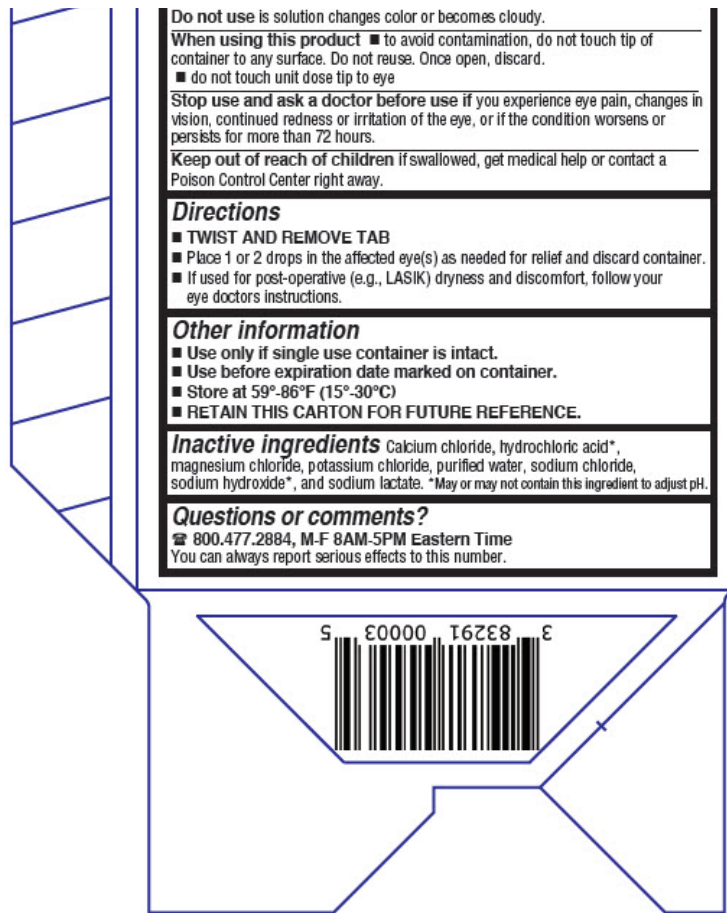 Do not use is solution changes color or becomes cloudy.
When using this product ■ to avoid contamination, do not touch tip of
container to any surface. Do not reuse. Once open, discard.
■ do not touch unit dose tip to eye
Stop use and ask a doctor before use if you experience eye pain, changes in
vision, continued redness or irritation of the eye, or if the condition worsens or
persists for more than 72 hours.
Keep out of reach of children if swallowed, get medical help or contact a
Poison Control Center right away.
Directions
■ TWIST AND REMOVE TAB
■ Place 1 or 2 drops in the affected eye(s) as needed for relief and discard container.
■ If used for post-operative (e.g., LASIK) dryness and discomfort, follow your
eye doctors instructions.
Other information
■ Use only if single use container is intact.
■ Use before expiration date marked on container.
■ Store at 59°-86°F (15°-30°C)
■ RETAIN THIS CARTON FOR FUTURE REFERENCE.
Inactive ingredients Calcium chloride, hydrochloric acid*,
magnesium chloride, potassium chloride, purified water, sodium chloride,
sodium hydroxide*, and sodium lactate. *May or may not contain this ingredient to adjust pH.
Questions or comments?
☎ 800.477.2884, M-F 8AM-5PM Eastern Time
You can always report serious effects to this number.
3 83291 00003 5